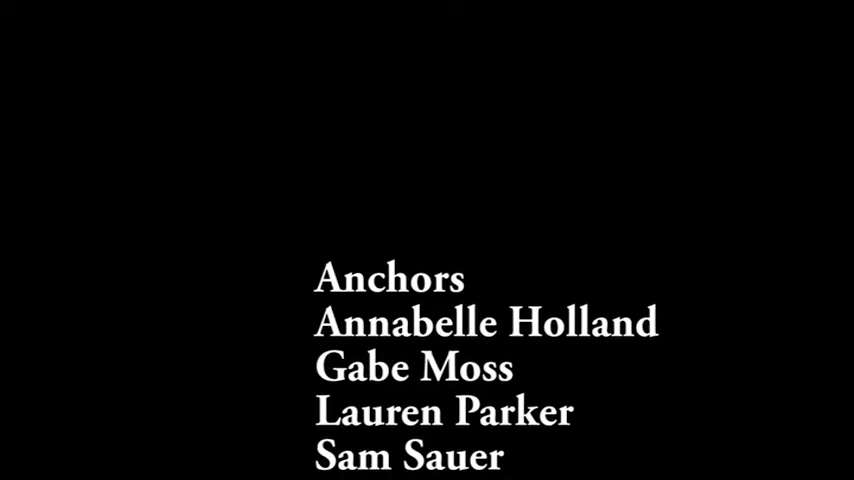 Anchors
Annabelle Holland
Gabe Moss
Lauren Parker
Sam Sauer